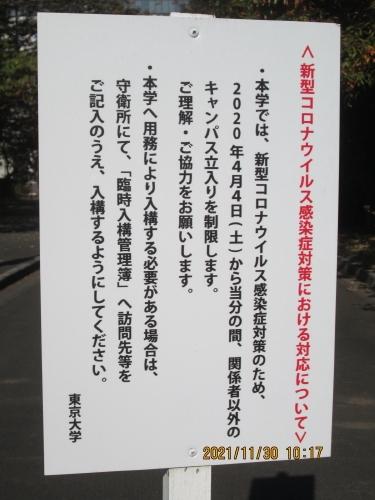 ＜新型コロナウイルス感染症対策における対応について＞
・本学では、新型コロナウイルス感染症対策のため、
2020年4月4日(土)から当分の間、関係者以外の
キャンパス立入りを制限します。
ご理解・ご協力をお願いします。
・本学へ用務により入構する必要がある場合は、
守衛所にて、「臨時入構管理簿」へ訪問先等を
ご記入のうえ、入構するようにしてください。
東京大学
2021/11/30 10:17